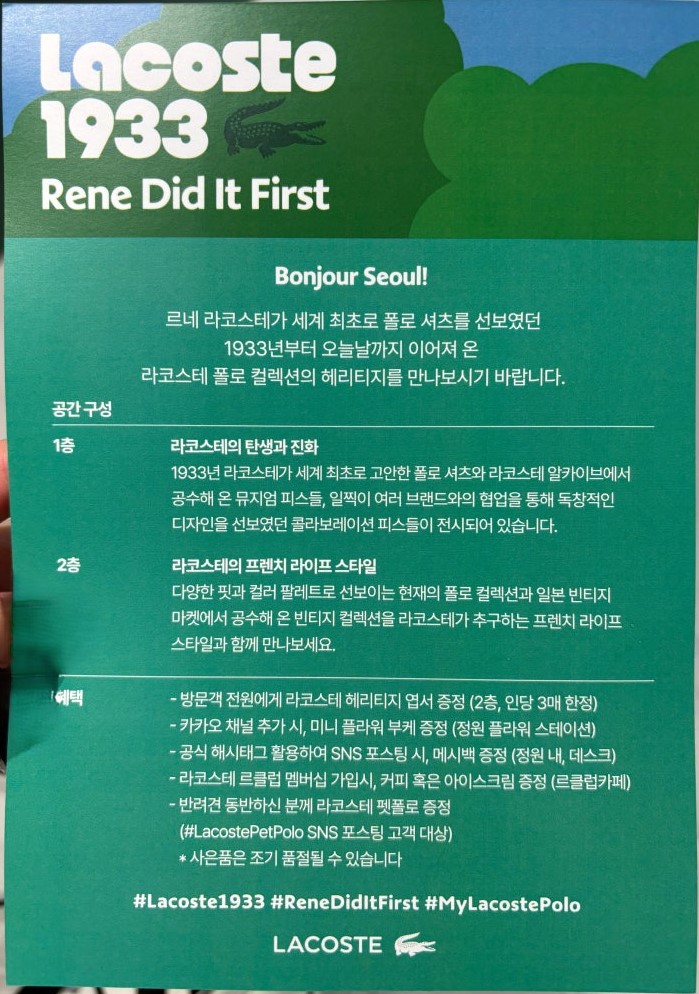 Lacoste
1933
Rene Did It First
Bonjour Seoul!
르네 라코스테가 세계 최초로 폴로 셔츠를 선보였던
1933년부터 오늘날까지 이어져 온
라코스테 폴로 컬렉션의 헤리티지를 만나보시기 바랍니다.
공간 구성
1층
라코스테의 탄생과 진화
1933년 라코스테가 세계 최초로 고안한 폴로 셔츠와 라코스테 알카이브에서
공수해 온 뮤지엄 피스들, 일찍이 여러 브랜드와의 협업을 통해 독창적인
디자인을 선보였던 콜라보레이션 피스들이 전시되어 있습니다.
2층
라코스테의 프렌치 라이프 스타일
다양한 핏과 컬러 팔레트로 선보이는 현재의 폴로 컬렉션과 일본 빈티지
마켓에서 공수해 온 빈티지 컬렉션을 라코스테가 추구하는 프렌치 라이프
스타일과 함께 만나보세요.
혜택
- 방문객 전원에게 라코스테 헤리티지 엽서 증정 (2층, 인당 3매 한정)
- 카카오 채널 추가 시, 미니 플라워 부케 증정 (정원 플라워 스테이션)
- 공식 해시태그 활용하여 SNS 포스팅 시, 메시백 증정 (정원 내, 데스크)
- 라코스테 르클럽 멤버십 가입시, 커피 혹은 아이스크림 증정 (르클럽카페)
- 반려견 동반하신 분께 라코스테 펫폴로 증정
(#LacostePetPolo SNS 포스팅 고객 대상)
* 사은품은 조기 품절될 수 있습니다
#Lacoste1933 #ReneDidItFirst #MyLacostePolo
LACOSTE